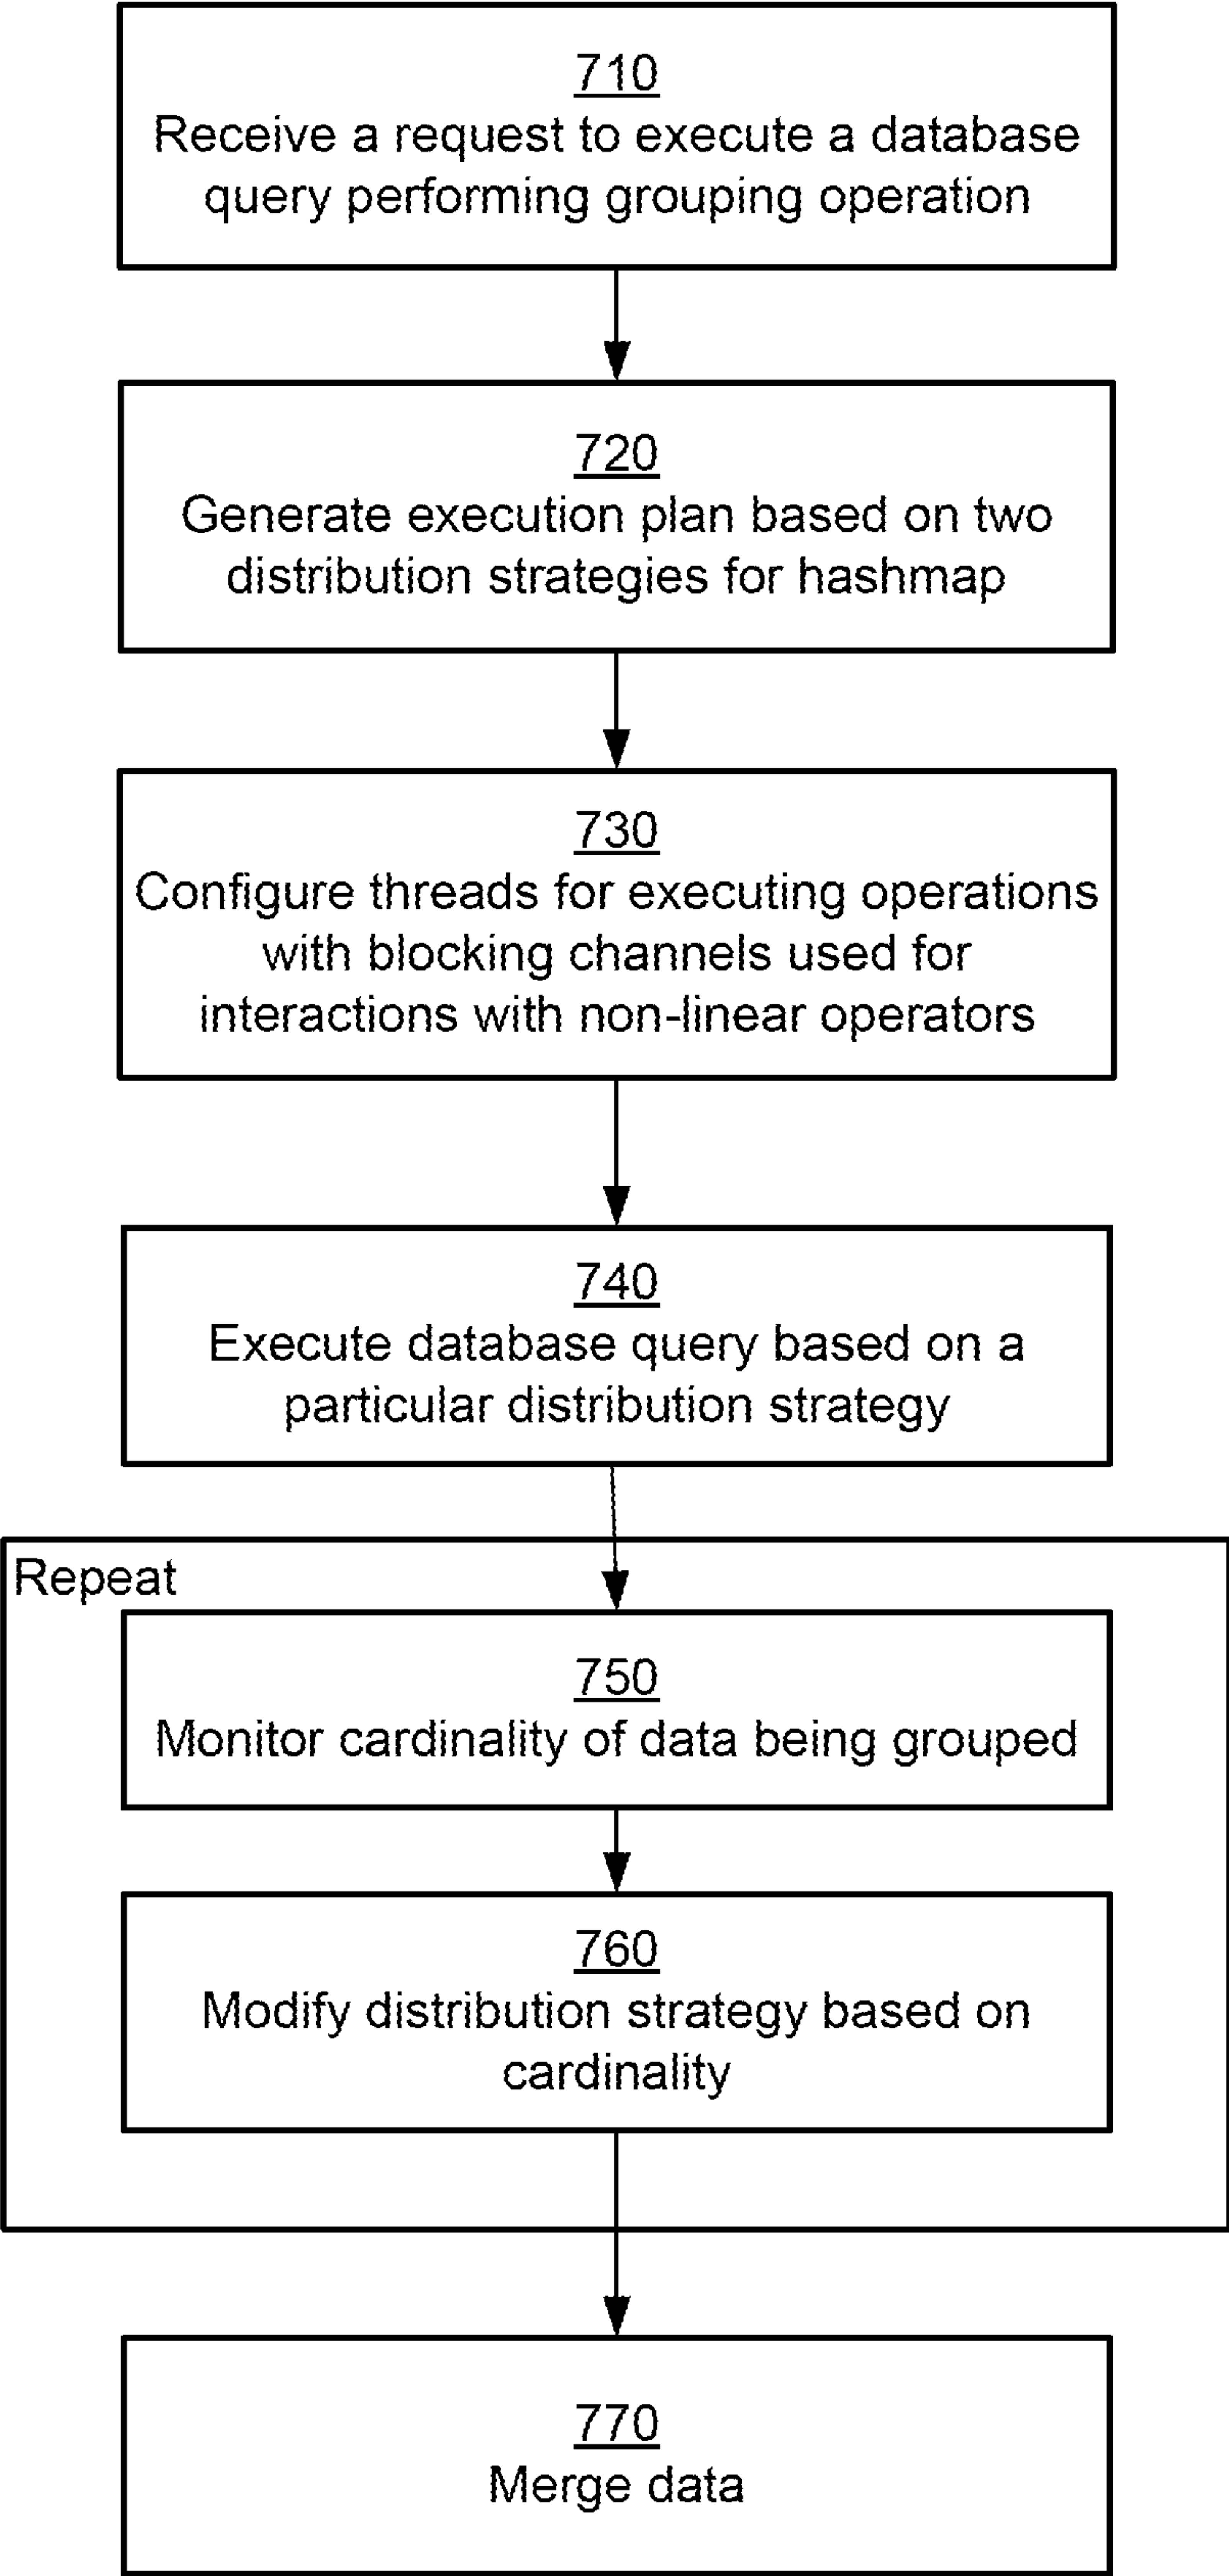 710
Receive a request to execute a database
query performing grouping operation
720
Generate execution plan based on two
distribution strategies for hashmap
730
Configure threads for executing operations
with blocking channels used for
interactions with non-linear operators
740
Execute database query based on a
particular distribution strategy
Repeat
750
Monitor cardinality of data being grouped
760
Modify distribution strategy based on
cardinality
770
Merge data